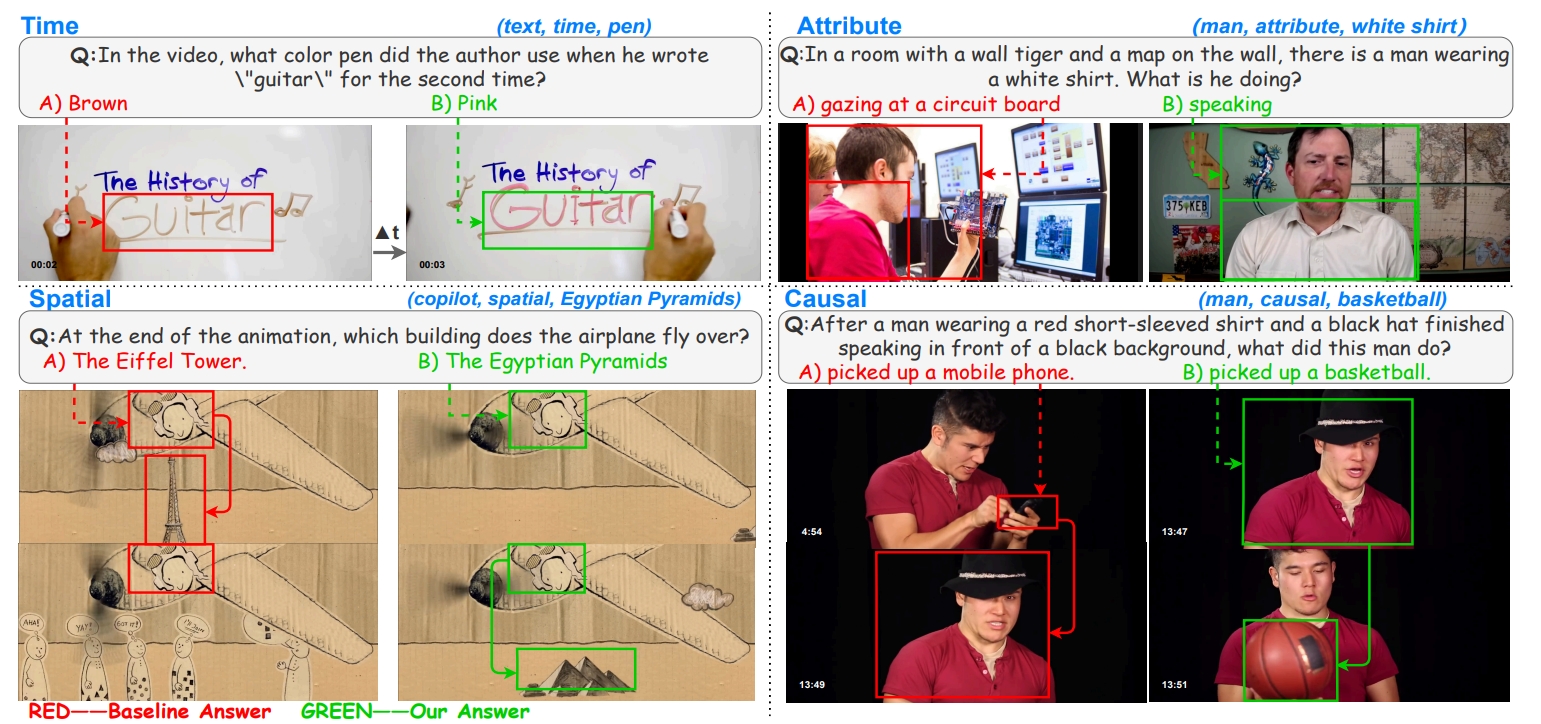 Time
(text, time, pen)
Q:In the video, what color pen did the author use when he wrote
\"guitar\" for the second time?
A) Brown
B) Pink
The History of
Guitar
00:02
▲t
The History of
Guitar
00:03
Attribute
(man, attribute, white shirt)
Q:In a room with a wall tiger and a map on the wall, there is a man wearing
a white shirt. What is he doing?
A) gazing at a circuit board
B) speaking
375 KEB
Spatial
(copilot, spatial, Egyptian Pyramids)
Q:At the end of the animation, which building does the airplane fly over?
A) The Eiffel Tower.
B) The Egyptian Pyramids
AHA!
YAY!
GOT IT!
Causal
(man, causal, basketball)
Q:After a man wearing a red short-sleeved shirt and a black hat finished
speaking in front of a black background, what did this man do?
A) picked up a mobile phone.
B) picked up a basketball.
4:54
13:47
13:49
13:51
RED——Baseline Answer
GREEN——Our Answer